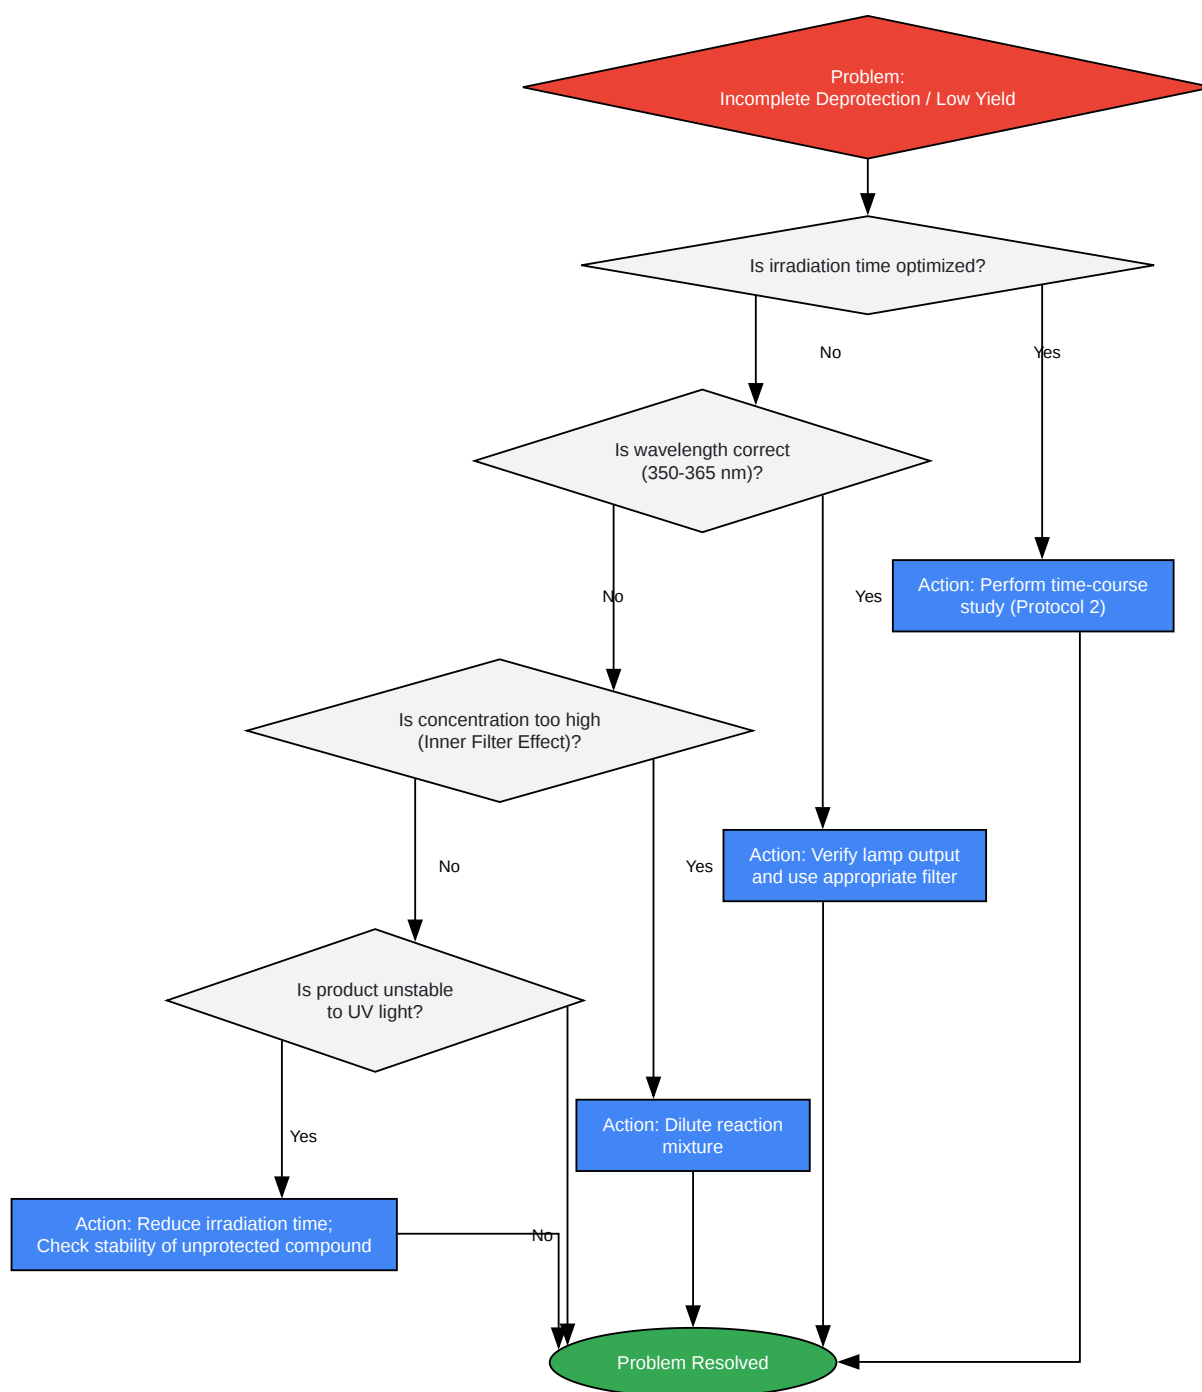 Problem:
Incomplete Deprotection / Low Yield
Is irradiation time optimized?
No
Yes
Is wavelength correct
(350-365 nm)?
No
Yes
Action: Perform time-course
study (Protocol 2)
Is concentration too high
(Inner Filter Effect)?
No
Yes
Action: Verify lamp output
and use appropriate filter
Is product unstable
to UV light?
Yes
Action: Dilute reaction
mixture
Action: Reduce irradiation time;
Check stability of unprotected compound
No
Problem Resolved